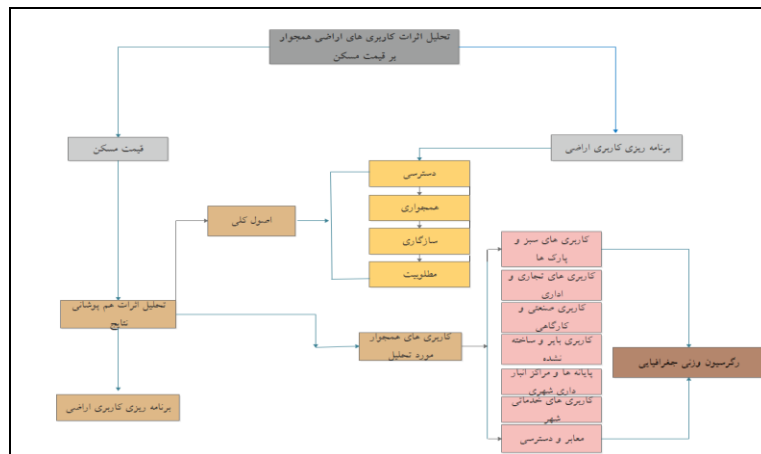 تحلیل اثرات کاربری های اراضی همجوار
بر قیمت مسکن
قیمت مسکن
برنامه ریزی کاربری اراضی
دسترسی
همجواری
سازگاری
مطلوبیت
اصول کلی
کاربری های سبز و
پارک ها
کاربری های تجاری و
اداری
کاربری صنعتی و
کارگاهی
کاربری بایر و ساخته
نشده
پایانه ها و مراکز انبار
داری شهری
کاربری های خدماتی
شهر
معابر و دسترسی
تحلیل اثرات هم پوشانی
نتایج
کاربری های همجوار
مورد تحلیل
رگرسیون وزنی جغرافیایی
برنامه ریزی کاربری اراضی